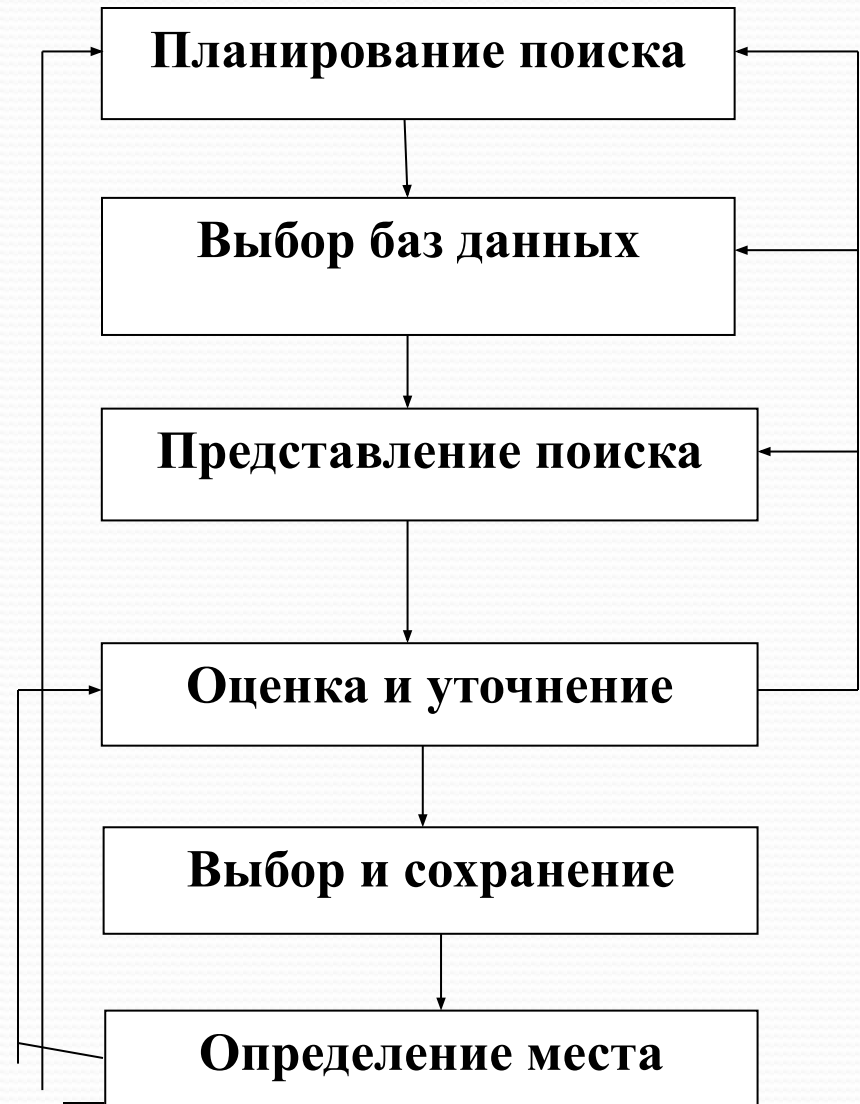 Планирование поиска
Выбор баз данных
Представление поиска
Оценка и уточнение
Выбор и сохранение
Определение места